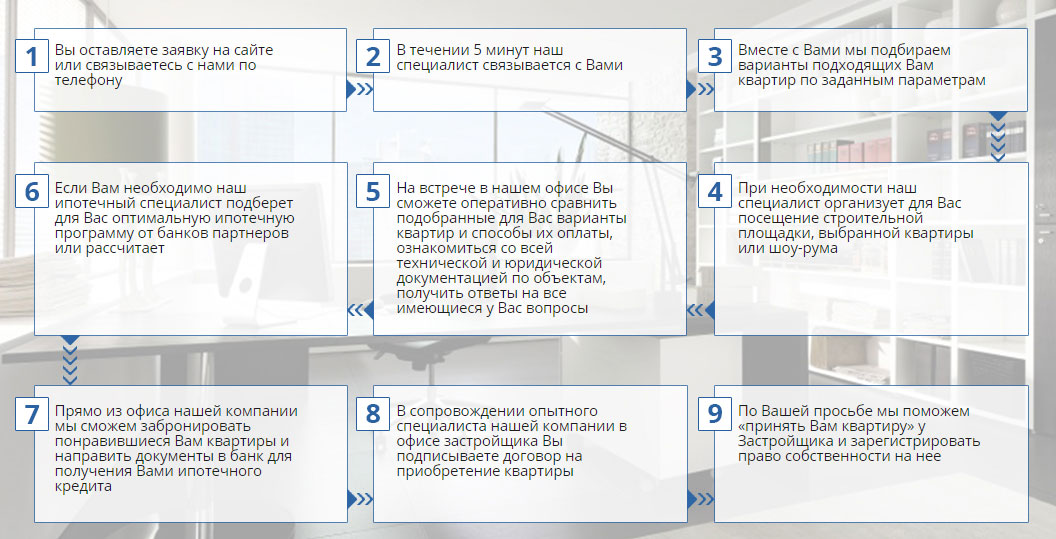 1
Вы оставляете заявку на сайте
или связываетесь с нами по
телефону
2
В течении 5 минут наш
специалист связывается с Вами
3
Вместе с Вами мы подбираем
варианты подходящих Вам
квартир по заданным параметрам
4
При необходимости наш
специалист организует для Вас
посещение строительной
площадки, выбранной квартиры
или шоу-рума
5
На встрече в нашем офисе Вы
сможете оперативно сравнить
подобранные для Вас варианты
квартир и способы их оплаты,
ознакомиться со всей
технической и юридической
документацией по объектам,
получить ответы на все
имеющиеся у Вас вопросы
6
Если Вам необходимо наш
ипотечный специалист подберет
для Вас оптимальную ипотечную
программу от банков партнеров
или рассчитает
7
Прямо из офиса нашей компании
мы сможем забронировать
понравившиеся Вам квартиры и
направить документы в банк для
получения Вами ипотечного
кредита
8
В сопровождении опытного
специалиста нашей компании в
офисе застройщика Вы
подписываете договор на
приобретение квартиры
9
По Вашей просьбе мы поможем
«принять Вам квартиру» у
Застройщика и зарегистрировать
право собственности на нее